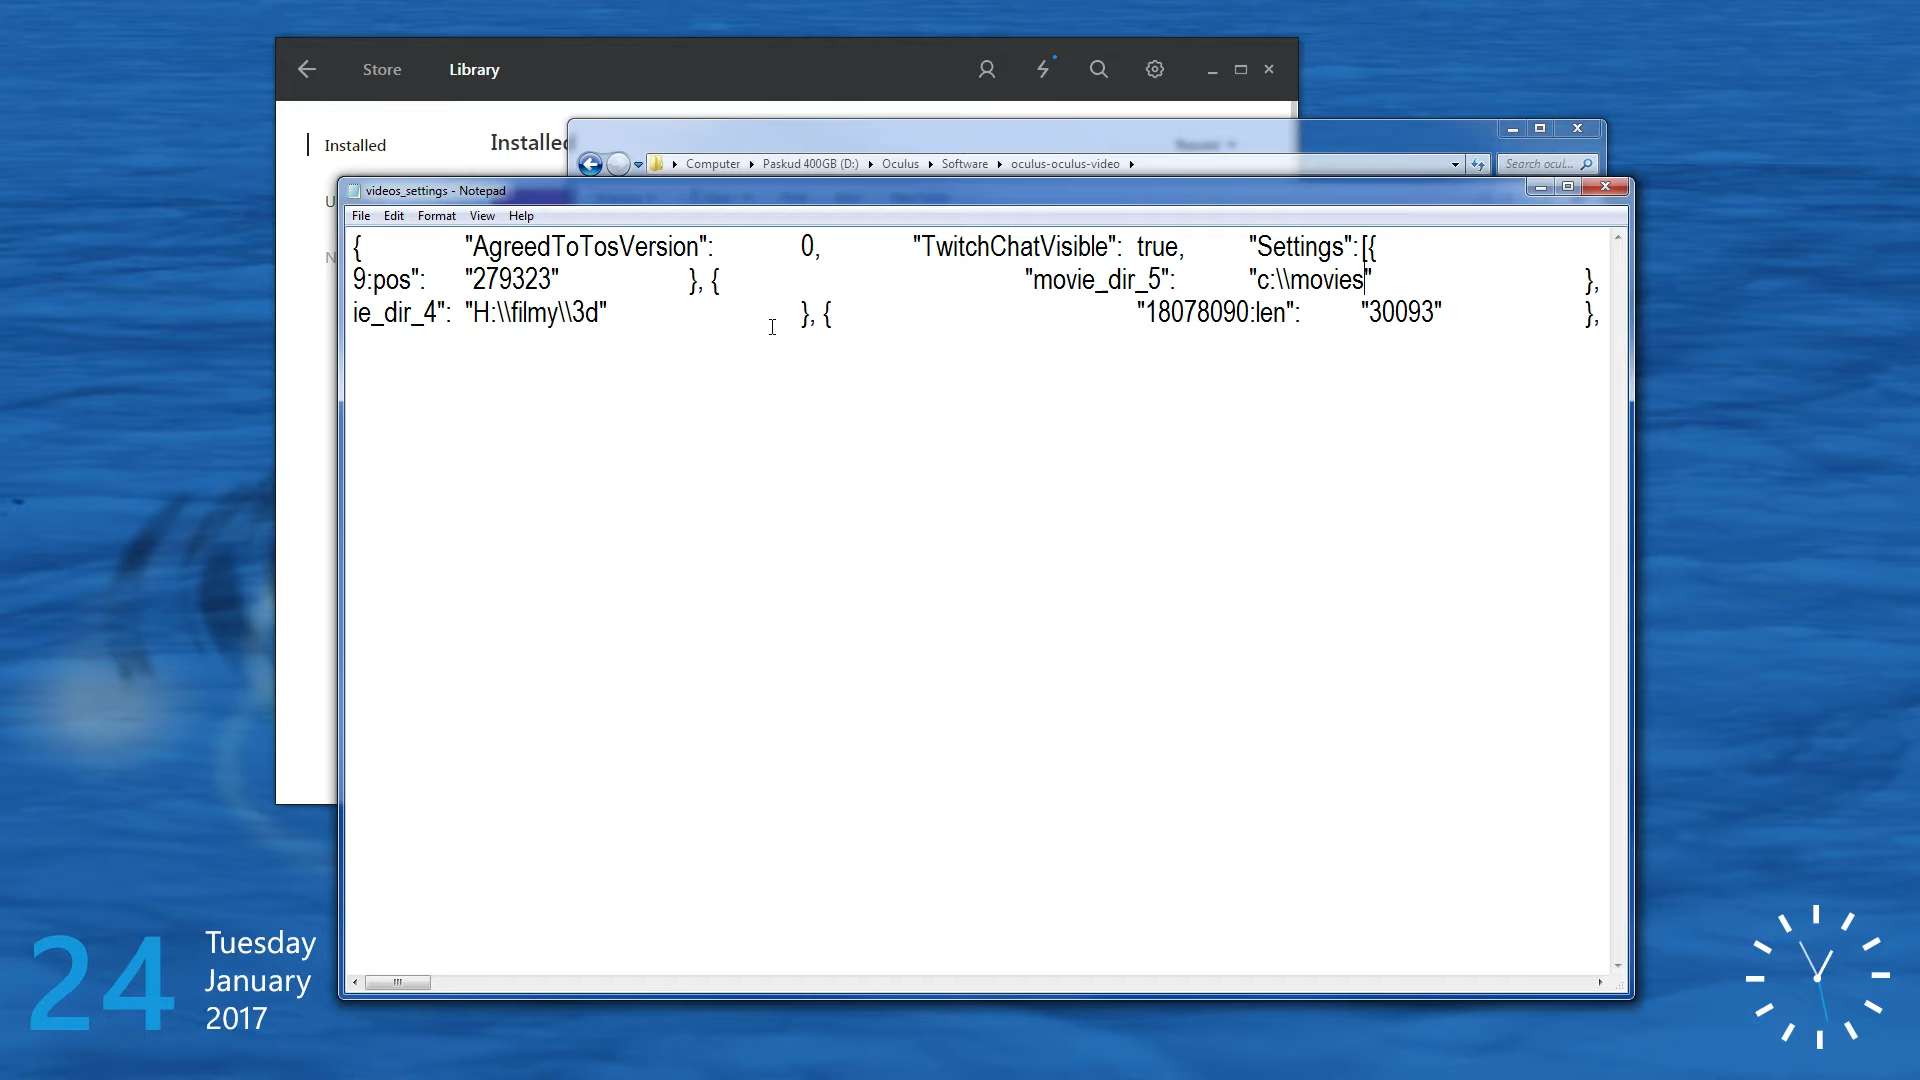 Store Library
Installed
Installed
Computer Paskud 400GB (D:) Oculus Software oculus-oculus-video
Search ocul...
videos_settings - Notepad
File Edit Format View Help
{ "AgreedToTosVersion": 0, "TwitchChatVisible": true, "Settings":[{
9:pos": "279323" }, { "movie_dir_5": "c:\\movies" },
ie_dir_4": "H:\\filmy\\3d" }, { "18078090:len": "30093" },
24
Tuesday
January
2017